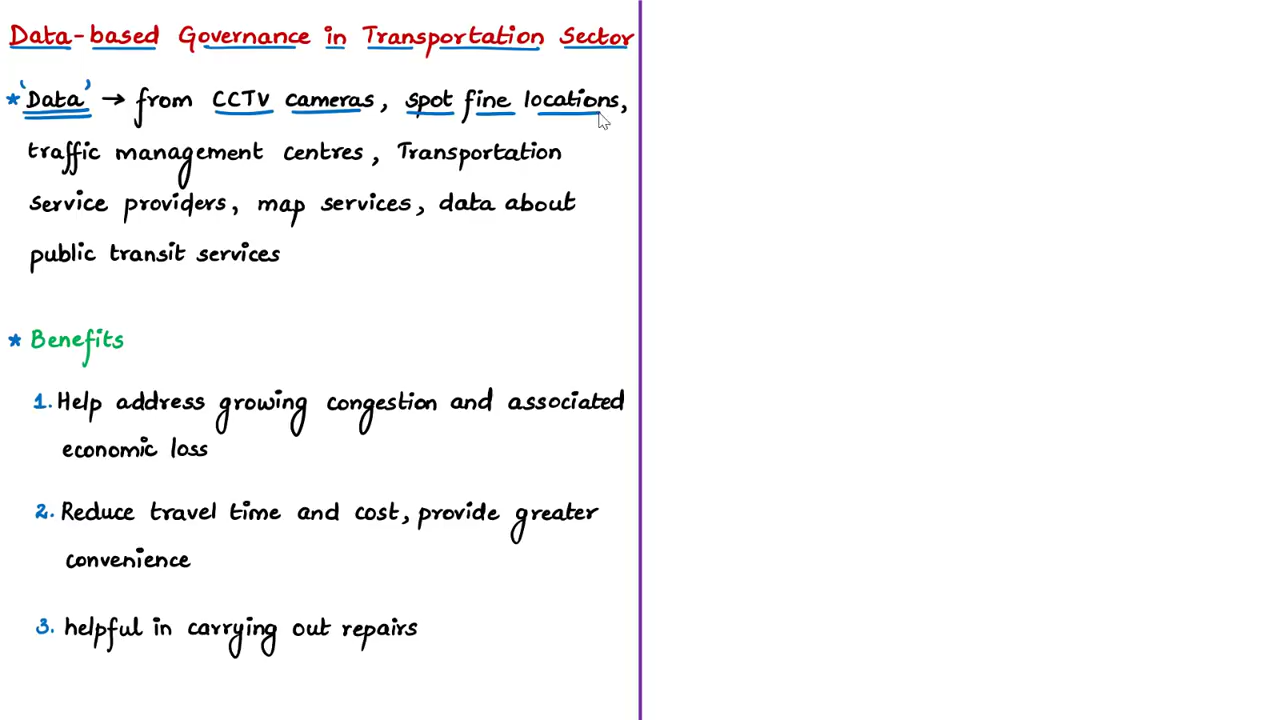 Data-based Governance in Transportation Sector
* 'Data' → from CCTV cameras, spot fine locations,
traffic management centres, Transportation
service providers, map services, data about
public transit services
* Benefits
1. Help address growing congestion and associated
economic loss
2. Reduce travel time and cost, provide greater
convenience
3. helpful in carrying out repairs